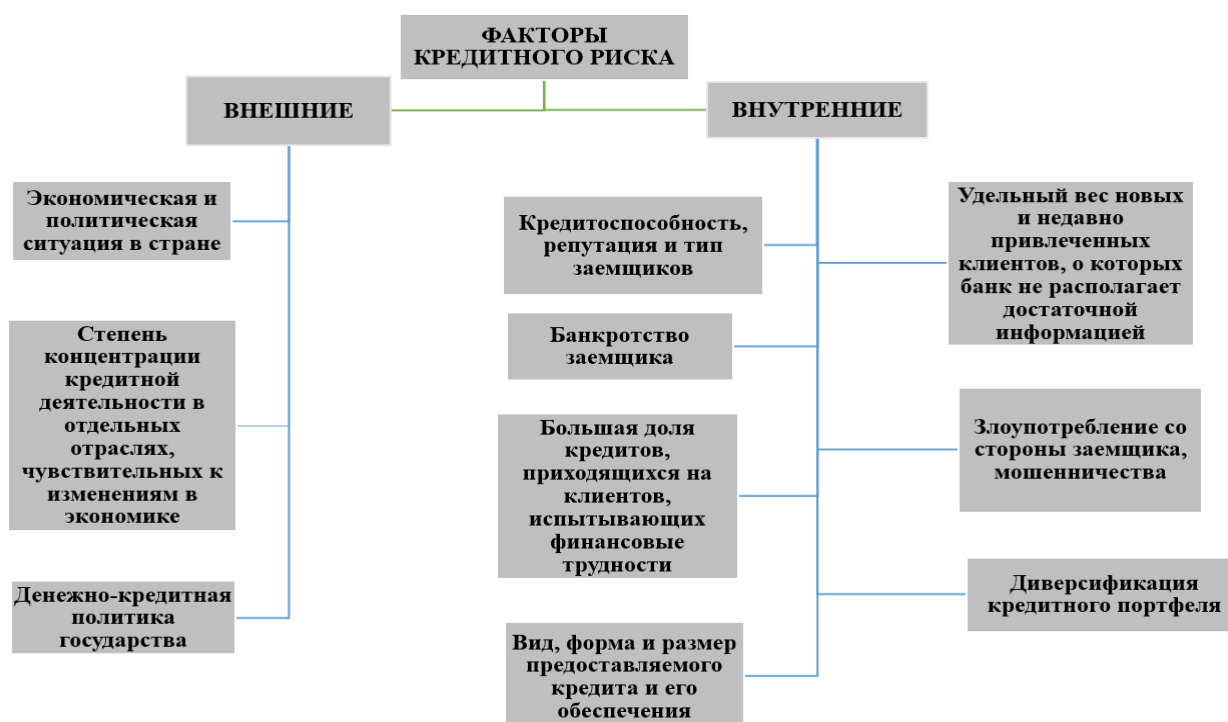 ФАКТОРЫ
КРЕДИТНОГО РИСКА
ВНЕШНИЕ
Экономическая и
политическая
ситуация в стране
Степень
концентрации
кредитной
деятельности в
отдельных
отраслях,
чувствительных к
изменениям в
экономике
Денежно-кредитная
политика
государства
ВНУТРЕННИЕ
Кредитоспособность,
репутация и тип
заемщиков
Банкротство
заемщика
Большая доля
кредитов,
приходящихся на
клиентов,
испытывающих
финансовые
трудности
Вид, форма и размер
предоставляемого
кредита и его
обеспечения
Удельный вес новых
и недавно
привлеченных
клиентов, о которых
банк не располагает
достаточной
информацией
Злоупотребление со
стороны заемщика,
мошенничества
Диверсификация
кредитного портфеля